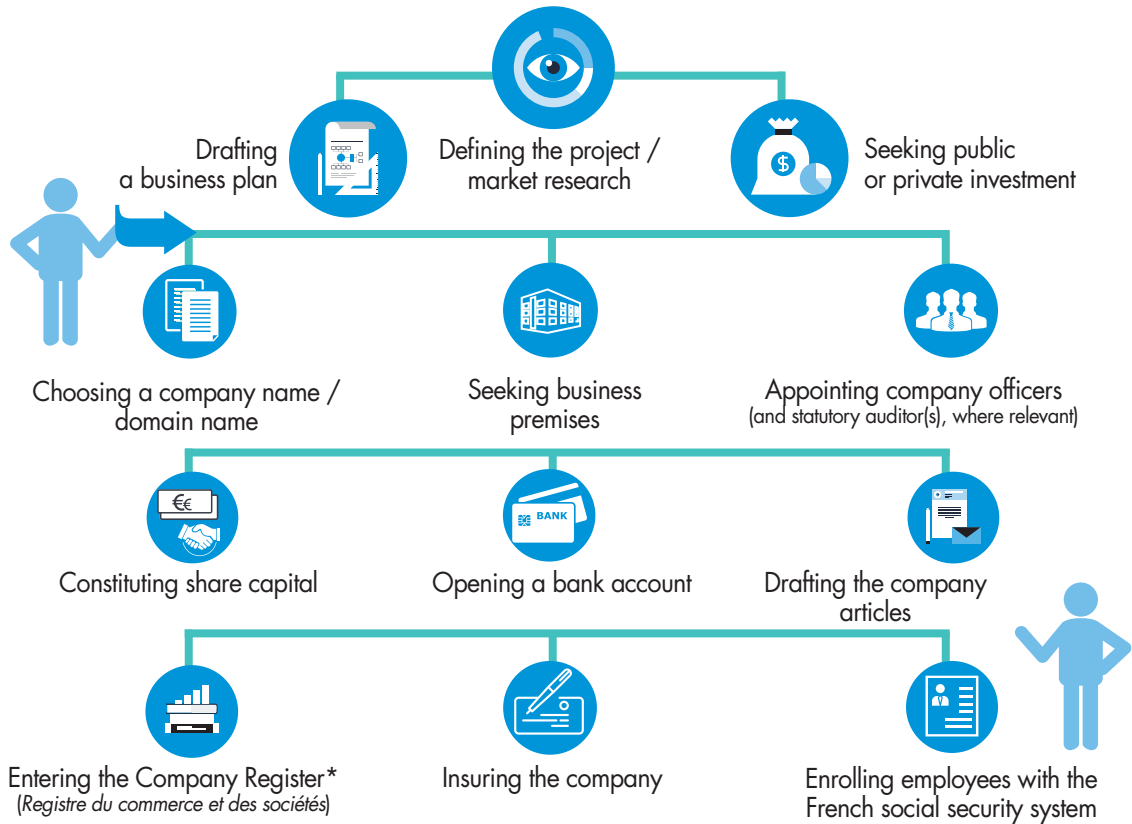 Drafting
a business plan
Defining the project /
market research
$
Seeking public
or private investment
Choosing a company name /
domain name
Seeking business
premises
Appointing company officers
(and statutory auditor(s), where relevant)
€€
Constituting share capital
BANK
Opening a bank account
Drafting the company
articles
Entering the Company Register*
(Registre du commerce et des sociétés)
Insuring the company
Enrolling employees with the
French social security system